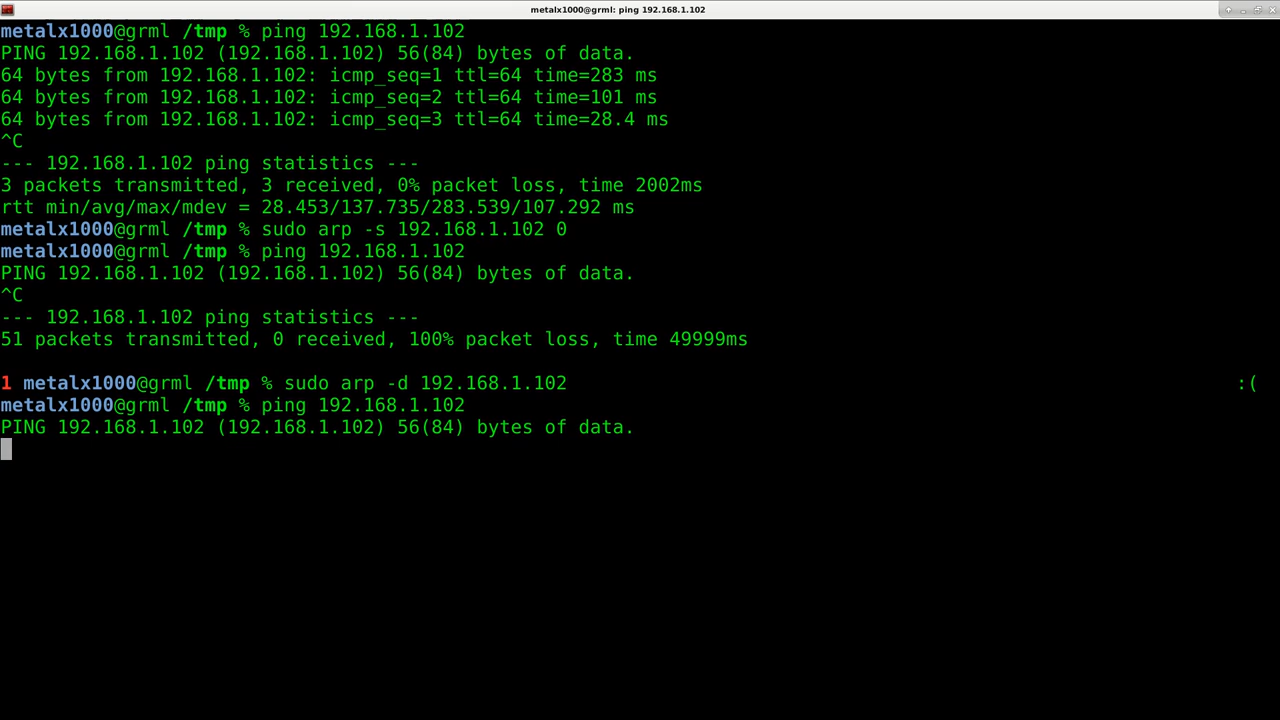 metalx1000@grml: ping 192.168.1.102
metalx1000@grml /tmp % ping 192.168.1.102
PING 192.168.1.102 (192.168.1.102) 56(84) bytes of data.
64 bytes from 192.168.1.102: icmp_seq=1 ttl=64 time=283 ms
64 bytes from 192.168.1.102: icmp_seq=2 ttl=64 time=101 ms
64 bytes from 192.168.1.102: icmp_seq=3 ttl=64 time=28.4 ms
^C
--- 192.168.1.102 ping statistics ---
3 packets transmitted, 3 received, 0% packet loss, time 2002ms
rtt min/avg/max/mdev = 28.453/137.735/283.539/107.292 ms
metalx1000@grml /tmp % sudo arp -s 192.168.1.102 0
metalx1000@grml /tmp % ping 192.168.1.102
PING 192.168.1.102 (192.168.1.102) 56(84) bytes of data.
^C
--- 192.168.1.102 ping statistics ---
51 packets transmitted, 0 received, 100% packet loss, time 49999ms
1 metalx1000@grml /tmp % sudo arp -d 192.168.1.102 :(
metalx1000@grml /tmp % ping 192.168.1.102
PING 192.168.1.102 (192.168.1.102) 56(84) bytes of data.